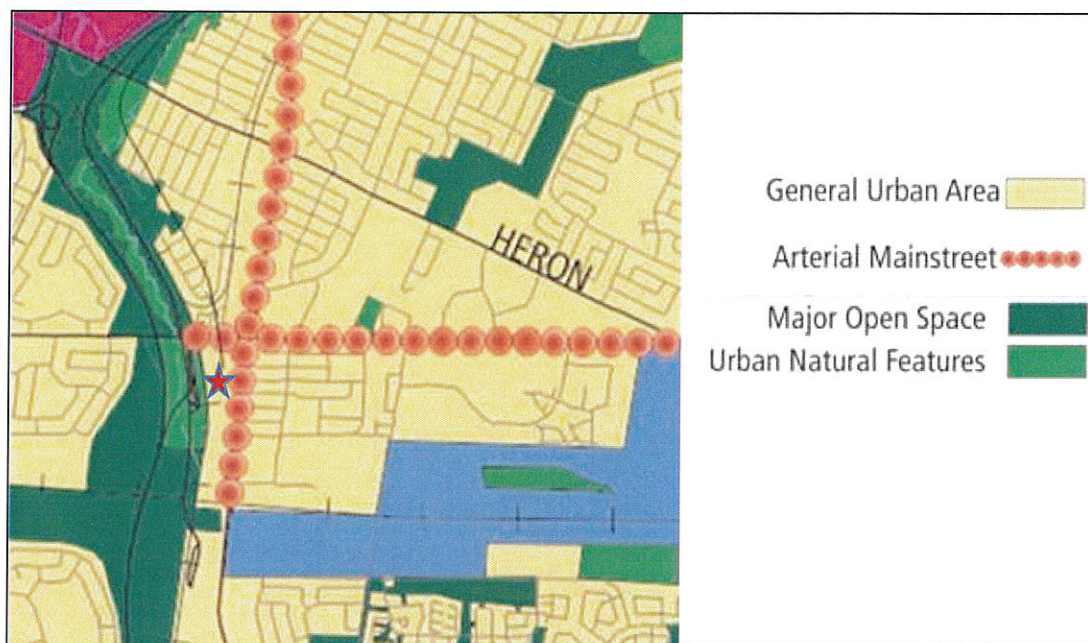 HERON
General Urban Area
Arterial Mainstreet
Major Open Space
Urban Natural Features